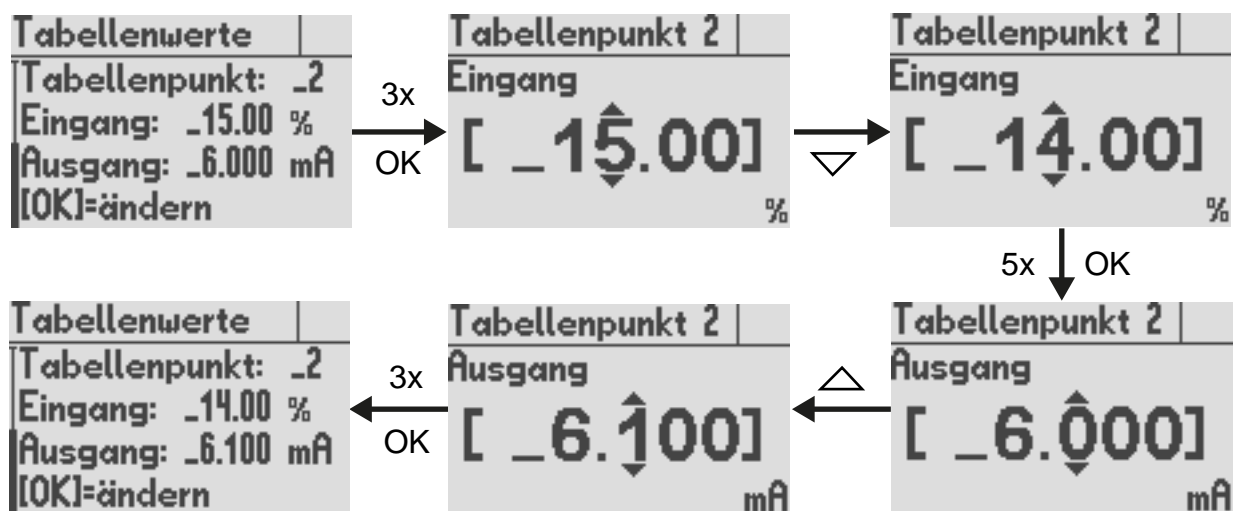 Tabellenwerte
Tabellenpunkt: _2
Eingang: _15.00 %
Ausgang: _6.000 mA
[OK]=ändern
3x
OK
Tabellenpunkt 2
Eingang
[ _15.00]
%
Tabellenpunkt 2
Eingang
[ _14.00]
%
5x OK
Tabellenpunkt 2
Ausgang
[ _6.000]
mA
Tabellenpunkt 2
Ausgang
[ _6.100]
mA
3x
OK
Tabellenwerte
Tabellenpunkt: _2
Eingang: _14.00 %
Ausgang: _6.100 mA
[OK]=ändern